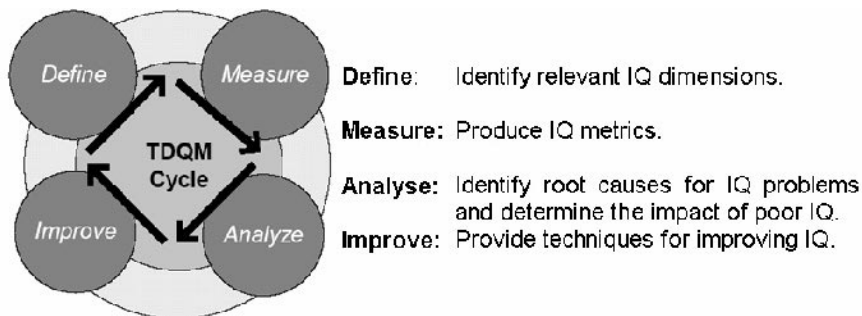 Define
Measure
TDQM
Cycle
Improve
Analyze
Define: Identify relevant IQ dimensions.
Measure: Produce IQ metrics.
Analyse: Identify root causes for IQ problems
and determine the impact of poor IQ.
Improve: Provide techniques for improving IQ.